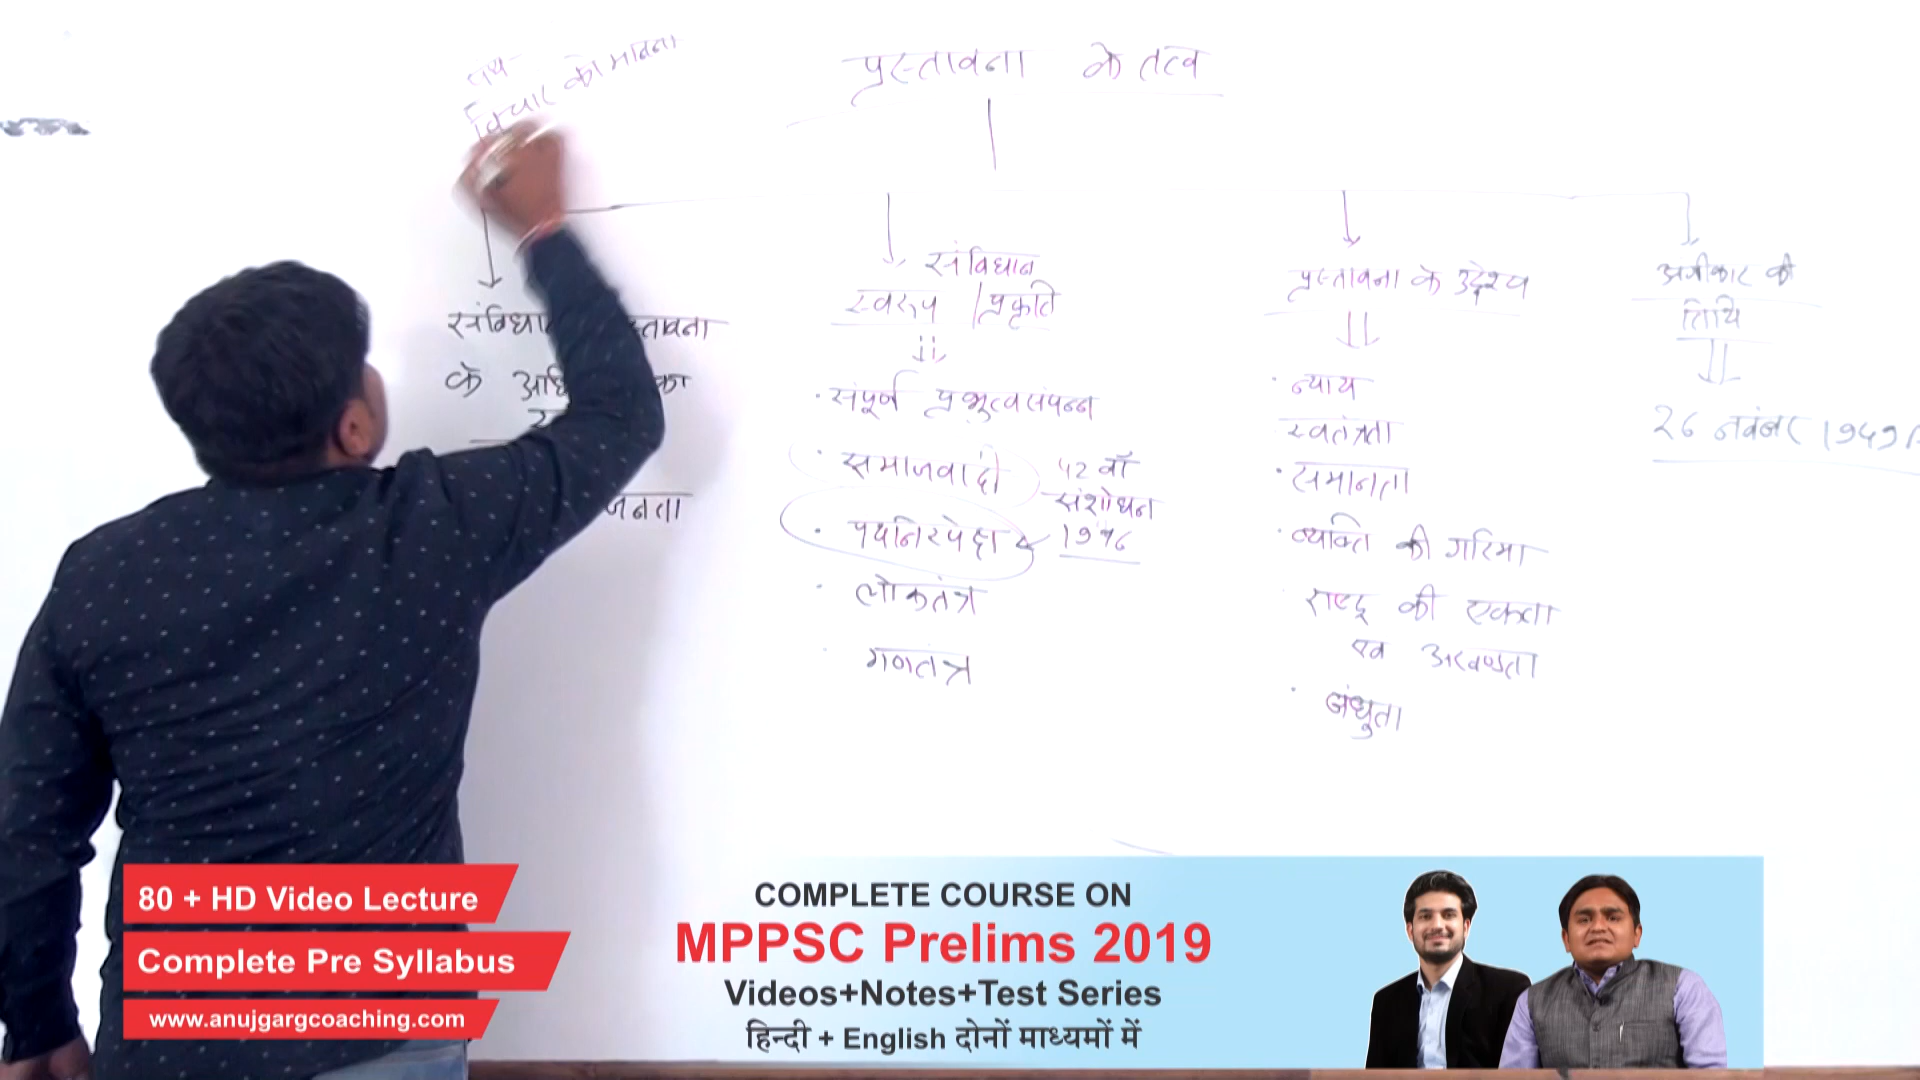 प्रस्तावना के तत्व
विचार को मानना
संविधान
स्वरुप / प्रकृति
संपूर्ण प्रभुत्वसंपन्न
समाजवादी
पंथनिरपेक्ष
42 वाँ
संशोधन
1976
लोकतंत्र
गणतंत्र
के
का
जनता
प्रस्तावना के उद्देश्य
न्याय
स्वतंत्रता
समानता
व्यक्ति की गरिमा
राष्ट्र की एकता
एवं अखण्डता
बंधुता
अंगीकार की
तिथि
26 नवंबर 1949
80 + HD Video Lecture
Complete Pre Syllabus
www.anujgargcoaching.com
COMPLETE COURSE ON
MPPSC Prelims 2019
Videos+Notes+Test Series
हिन्दी + English दोनों माध्यमों में